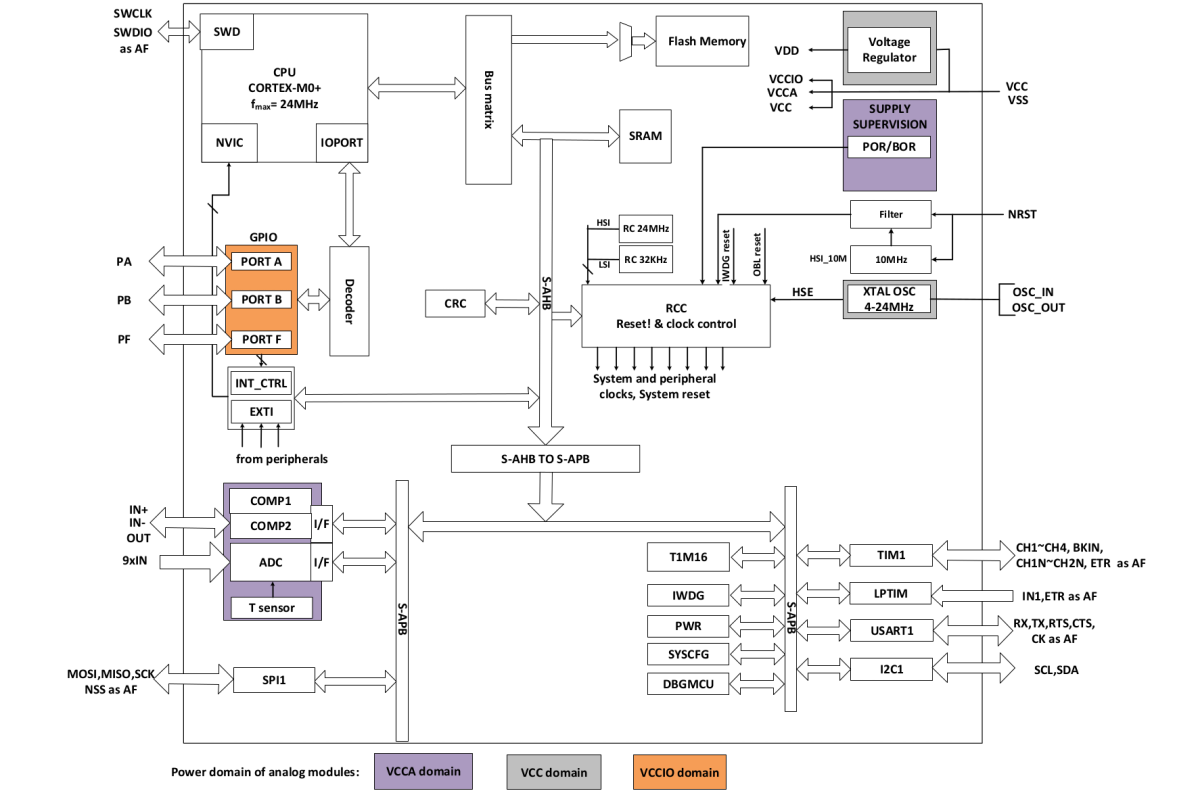 SWCLK
SWDIO
as AF
SWD
CPU
CORTEX-M0+
fmax= 24MHz
NVIC
IOPORT
Bus matrix
Flash Memory
SRAM
Voltage
Regulator
VDD
VCCIO
VCCA
VCC
VCC
VSS
SUPPLY
SUPERVISION
POR/BOR
Filter
NRST
HSI_10M
10MHz
HSI
RC 24MHz
LSI
RC 32KHz
IWDG reset
OBL reset
GPIO
PA
PORT A
PB
PORT B
PF
PORT F
Decoder
CRC
S-AHB
RCC
Reset! & clock control
HSE
XTAL OSC
4-24MHz
OSC_IN
OSC_OUT
System and peripheral
clocks, System reset
INT_CTRL
EXTI
from peripherals
S-AHB TO S-APB
IN+
IN-
OUT
COMP1
COMP2
I/F
9xIN
ADC
I/F
T sensor
S-APB
MOSI,MISO,SCK
NSS as AF
SPI1
T1M16
IWDG
PWR
SYSCFG
DBGMCU
S-APB
TIM1
CH1~CH4, BKIN,
CH1N~CH2N, ETR as AF
LPTIM
IN1,ETR as AF
USART1
RX,TX,RTS,CTS,
CK as AF
I2C1
SCL,SDA
Power domain of analog modules:
VCCA domain
VCC domain
VCCIO domain